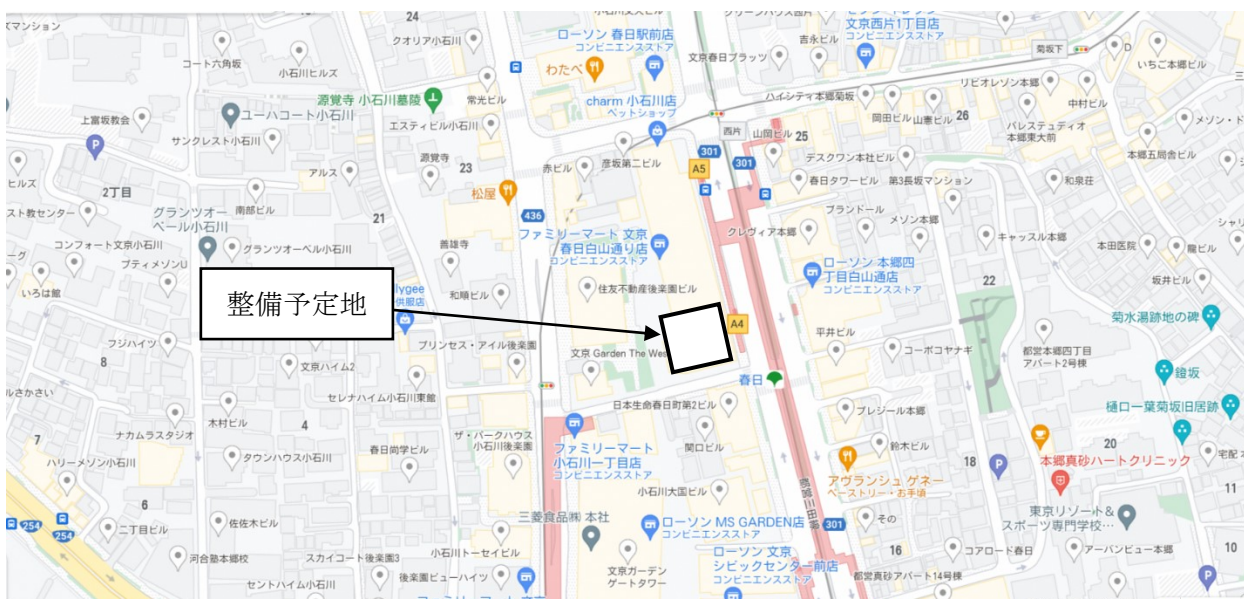 24
クオリア小石川
ローソン 春日駅前店
コンビニエンスストア
文京西片1丁目店
コンビニエンスストア
吉永ビル
菊坂下
コート六角坂
小石川ヒルズ
わたべ
文京春日プラッツ
いちご本郷ビル
源覚寺 小石川墓陵
常光ビル
charm 小石川店
ペットショップ
ハイシティ本郷菊坂
リビオレゾン本郷
中村ビル
上富坂教会
ユーハコート小石川
エスティビル小石川
西片
山岡ビル
25
岡田ビル
山憲ビル
26
パレステュディオ
本郷東大前
サンクレスト小石川
P
源覚寺
23
赤ビル
彦坂第二ビル
301
301
A5
デスクワン本社ビル
本郷五局舎ビル
アルス
2丁目
松屋
春日タワービル
第3長坂マンション
和泉荘
グランツオー
ベール小石川
南部ビル
21
436
ブランドール
メゾン本郷
コンフォート文京小石川
グランツオーベル小石川
善雄寺
ファミリーマート 文京
春日白山通り店
コンビニエンスストア
クレヴィア本郷
キャッスル本郷
本田医院
龍ビル
プティメゾンU
ローソン 本郷四
丁目白山通店
コンビニエンスストア
22
坂井ビル
いろは館
整備予定地
和順ビル
住友不動産後楽園ビル
菊水湯跡地の碑
フジハイツ
プリンセス・アイル後楽園
A4
平井ビル
コーポコヤナギ
都営本郷四丁目
アパート2号棟
8
文京ハイム2
文京 Garden The Wes
春日
鐙坂
セレナハイム小石川東館
日本生命春日町第2ビル
プレジール本郷
樋口一葉菊坂旧居跡
7
ナカムラスタジオ
木村ビル
4
春日尚学ビル
ザ・パークハウス
小石川後楽園
ファミリーマート
小石川一丁目店
コンビニエンスストア
関口ビル
鈴木ビル
20
ハリーメゾン小石川
タウンハウス小石川
18
P
本郷真砂ハートクリニック
P
アヴランシュ ゲネー
ペーストリー・お手頃
小石川大国ビル
都営三田線
11
6
三菱食品㈱ 本社
ローソン MS GARDEN店
コンビニエンスストア
301
その
東京リゾート&
スポーツ専門学校…
254
254
二丁目ビル
佐佐木ビル
河合塾本郷校
スカイコート後楽園3
小石川トーセイビル
ローソン 文京
シビックセンター前店
コンビニエンスストア
16
コアロード春日
アーバンビュー本郷
10
セントハイム小石川
後楽園ビューハイツ
文京ガーデン
ゲートタワー
都営真砂アパート14号棟
P